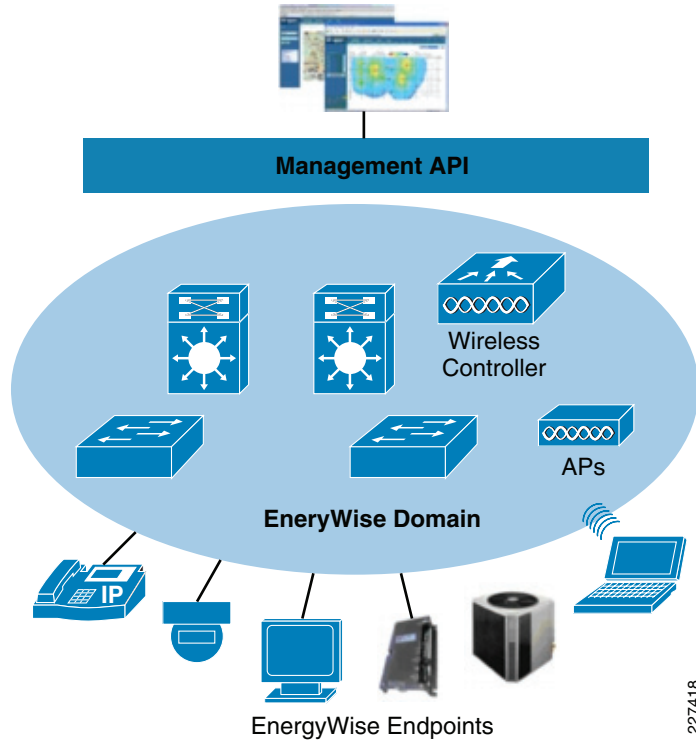 Management API
Wireless
Controller
APs
EneryWise Domain
IP
EnergyWise Endpoints
227418